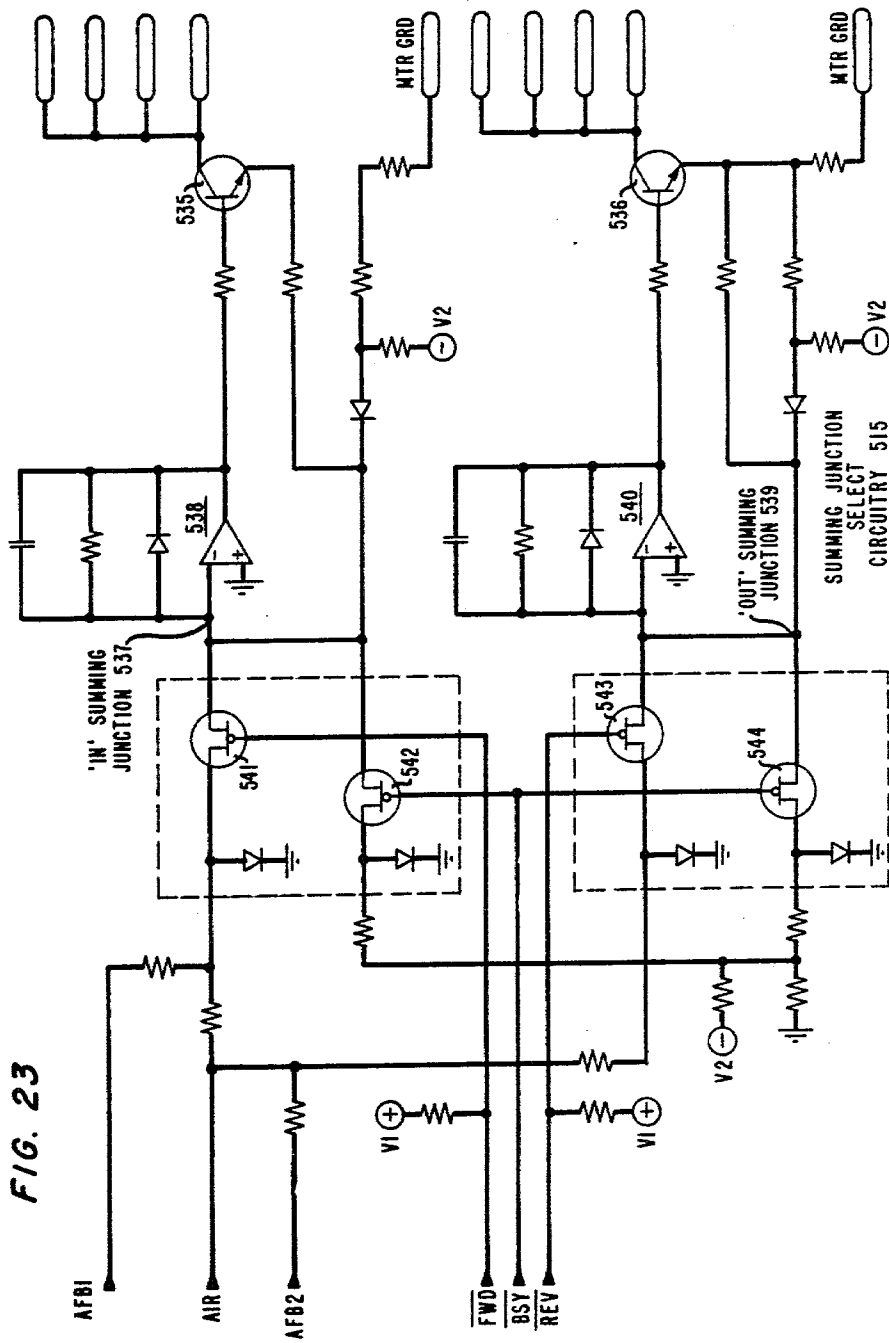 FIG. 23
AFB1
AIR
AFB2
FWD
BSY
REV
V1 +
+
V1
V2 -
'IN' SUMMING
JUNCTION 537
541
542
543
544
-
+
538
-
+
540
'OUT' SUMMING
JUNCTION 539
535
536
- V2
- V2
MTR GRD
MTR GRD
SUMMING JUNCTION
SELECT
CIRCUITRY 515